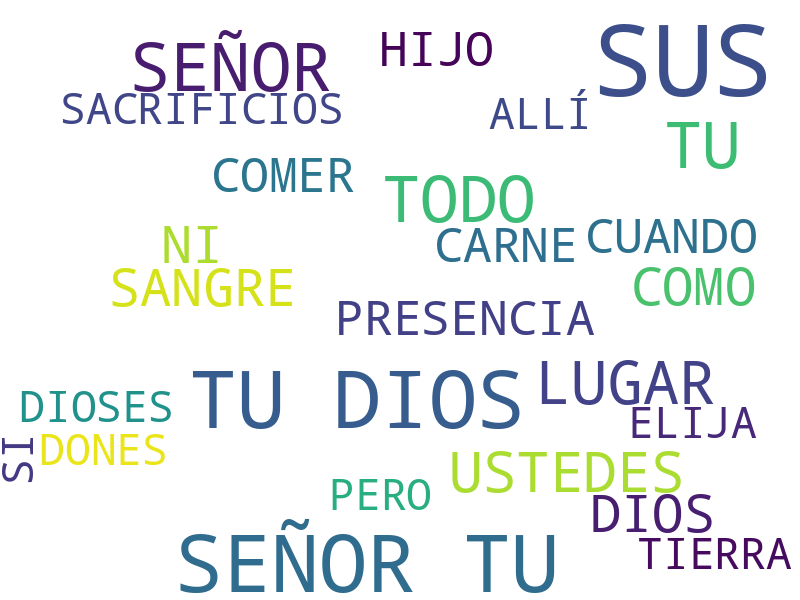 SEÑOR HIJO SUS
SACRIFICIOS ALLÍ
TU
COMER TODO
NI CARNE CUANDO
SANGRE COMO
PRESENCIA
TU DIOS LUGAR
DIOSES ELIJA
SI DONES USTEDES
PERO DIOS
SEÑOR TU TIERRA